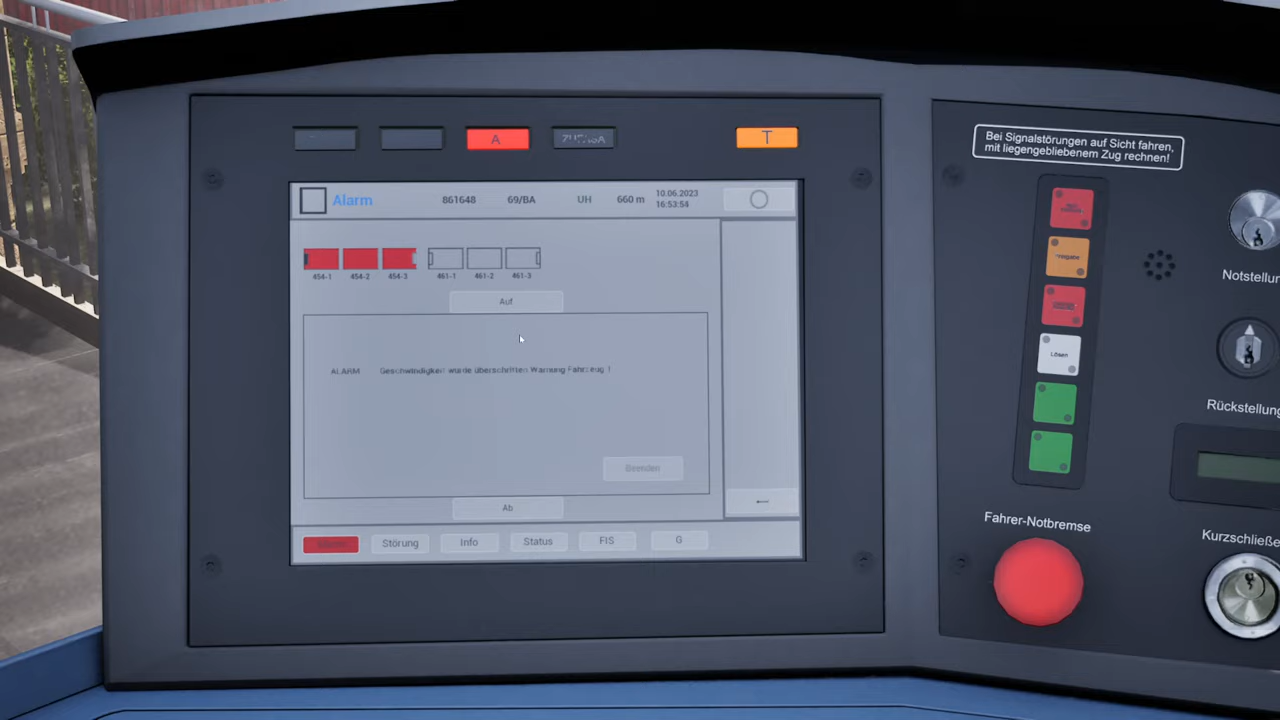 A
T
Alarm
861648
69/BA
UH
660 m
10.06.2023
16:53:54
454-1
454-2
454-3
461-1
461-2
461-3
Auf
ALARM Geschwindigkeit wurde überschritten Warnung Fahrzeug 1
Beenden
Ab
Störung
Info
Status
FIS
G
Bei Signalstörungen auf Sicht fahren,
mit liegengebliebenem Zug rechnen!
Lösen
Fahrer-Notbremse
Notstellun
Rückstellung
Kurzschließe